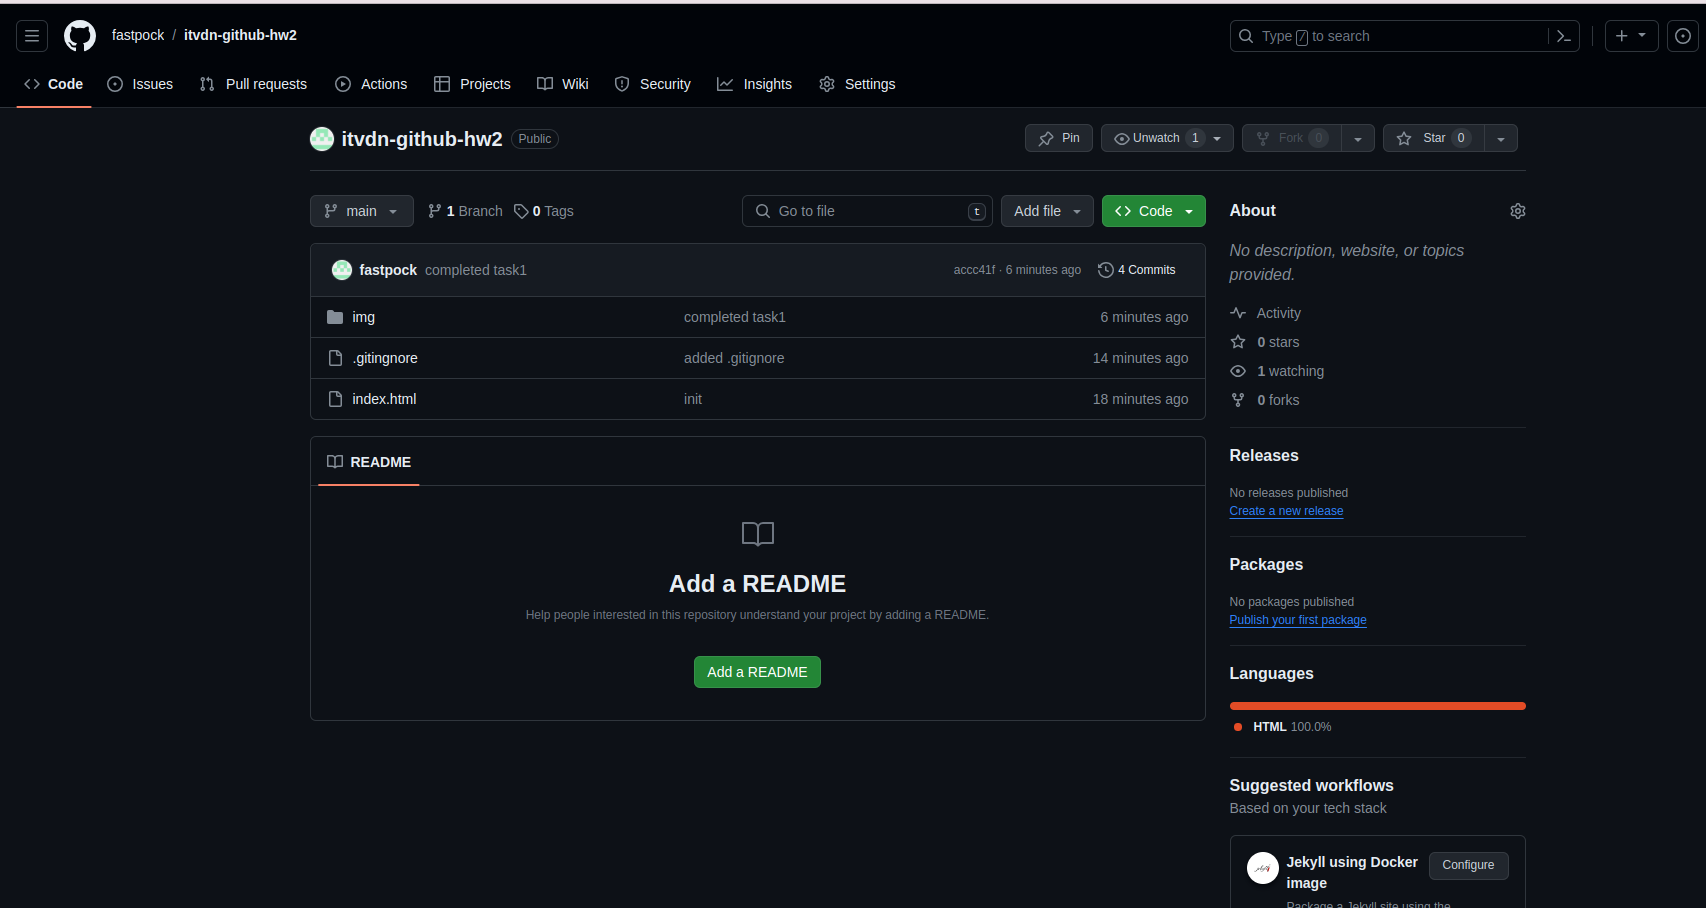 fastpock / itvdn-github-hw2
Type / to search
Code Issues Pull requests Actions Projects Wiki Security Insights Settings
itvdn-github-hw2 Public
Pin Unwatch 1 Fork 0 Star 0
main 1 Branch 0 Tags Go to file t Add file Code
fastpock completed task1 accc41f · 6 minutes ago 4 Commits
img completed task1 6 minutes ago
.gitingnore added .gitignore 14 minutes ago
index.html init 18 minutes ago
README
Add a README
Help people interested in this repository understand your project by adding a README.
Add a README
About
No description, website, or topics
provided.
Activity
0 stars
1 watching
0 forks
Releases
No releases published
Create a new release
Packages
No packages published
Publish your first package
Languages
HTML 100.0%
Suggested workflows
Based on your tech stack
Jekyll using Docker
image
Configure
Package a Jekyll site using the